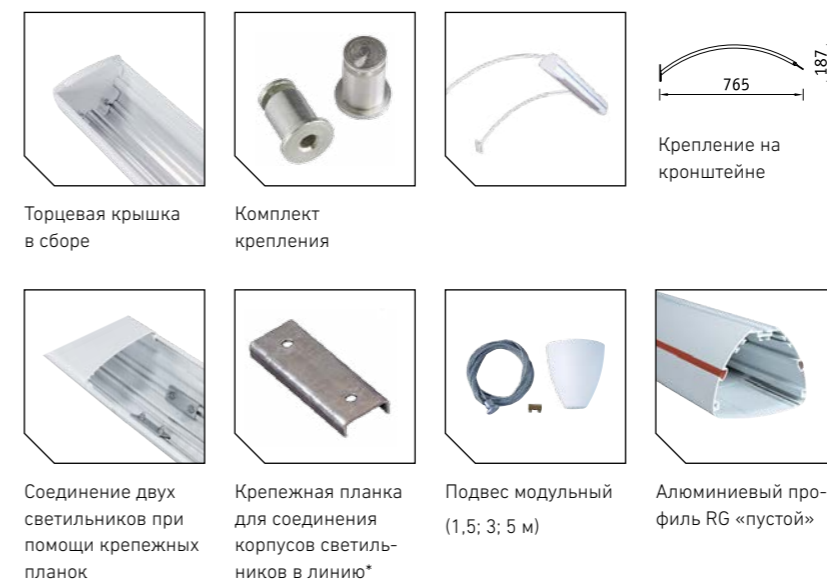 765
187
Крепление на
кронштейне
Торцевая крышка
в сборе
Комплект
крепления
Соединение двух
светильников при
помощи крепежных
планок
Крепежная планка
для соединения
корпусов светиль-
ников в линию*
Подвес модульный
(1,5; 3; 5 м)
Алюминиевый про-
филь RG «пустой»